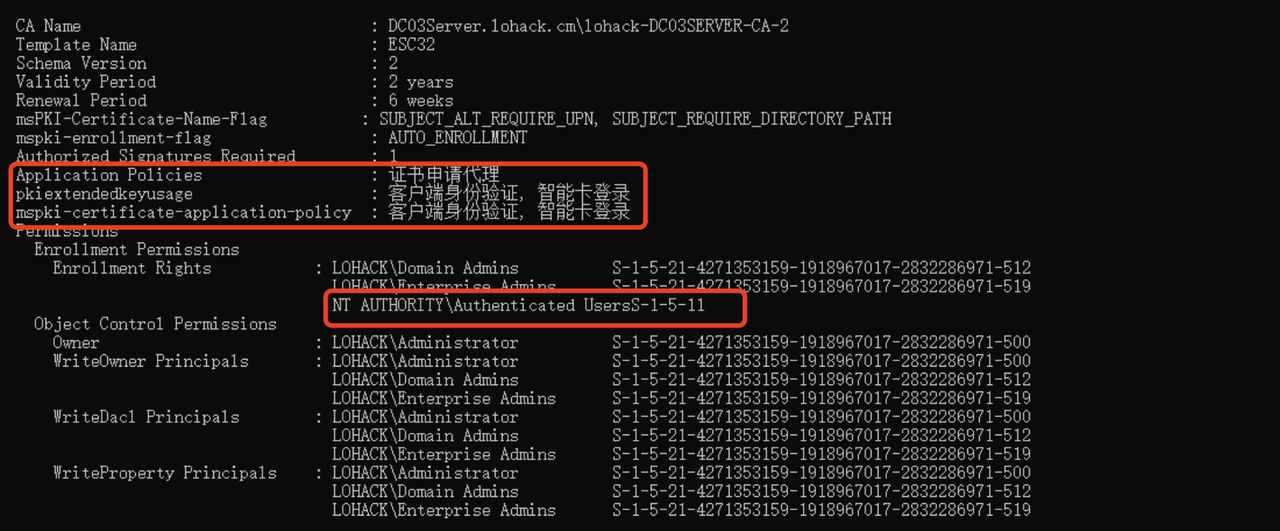 CA Name : DC03Server.lohack.cm\lohack-DC03SERVER-CA-2
Template Name : ESC32
Schema Version : 2
Validity Period : 2 years
Renewal Period : 6 weeks
msPKI-Certificate-Name-Flag : SUBJECT_ALT_REQUIRE_UPN, SUBJECT_REQUIRE_DIRECTORY_PATH
mspki-enrollment-flag : AUTO_ENROLLMENT
Authorized Signatures Required : 1
Application Policies : 证书申请代理
pkiextendedkeyusage : 客户端身份验证, 智能卡登录
mspki-certificate-application-policy : 客户端身份验证, 智能卡登录
Permissions
Enrollment Permissions
Enrollment Rights : LOHACK\Domain Admins S-1-5-21-4271353159-1918967017-2832286971-512
LOHACK\Enterprise Admins S-1-5-21-4271353159-1918967017-2832286971-519
NT AUTHORITY\Authenticated UsersS-1-5-11
Object Control Permissions
Owner : LOHACK\Administrator S-1-5-21-4271353159-1918967017-2832286971-500
WriteOwner Principals : LOHACK\Administrator S-1-5-21-4271353159-1918967017-2832286971-500
LOHACK\Domain Admins S-1-5-21-4271353159-1918967017-2832286971-512
LOHACK\Enterprise Admins S-1-5-21-4271353159-1918967017-2832286971-519
WriteDacl Principals : LOHACK\Administrator S-1-5-21-4271353159-1918967017-2832286971-500
LOHACK\Domain Admins S-1-5-21-4271353159-1918967017-2832286971-512
LOHACK\Enterprise Admins S-1-5-21-4271353159-1918967017-2832286971-519
WriteProperty Principals : LOHACK\Administrator S-1-5-21-4271353159-1918967017-2832286971-500
LOHACK\Domain Admins S-1-5-21-4271353159-1918967017-2832286971-512
LOHACK\Enterprise Admins S-1-5-21-4271353159-1918967017-2832286971-519